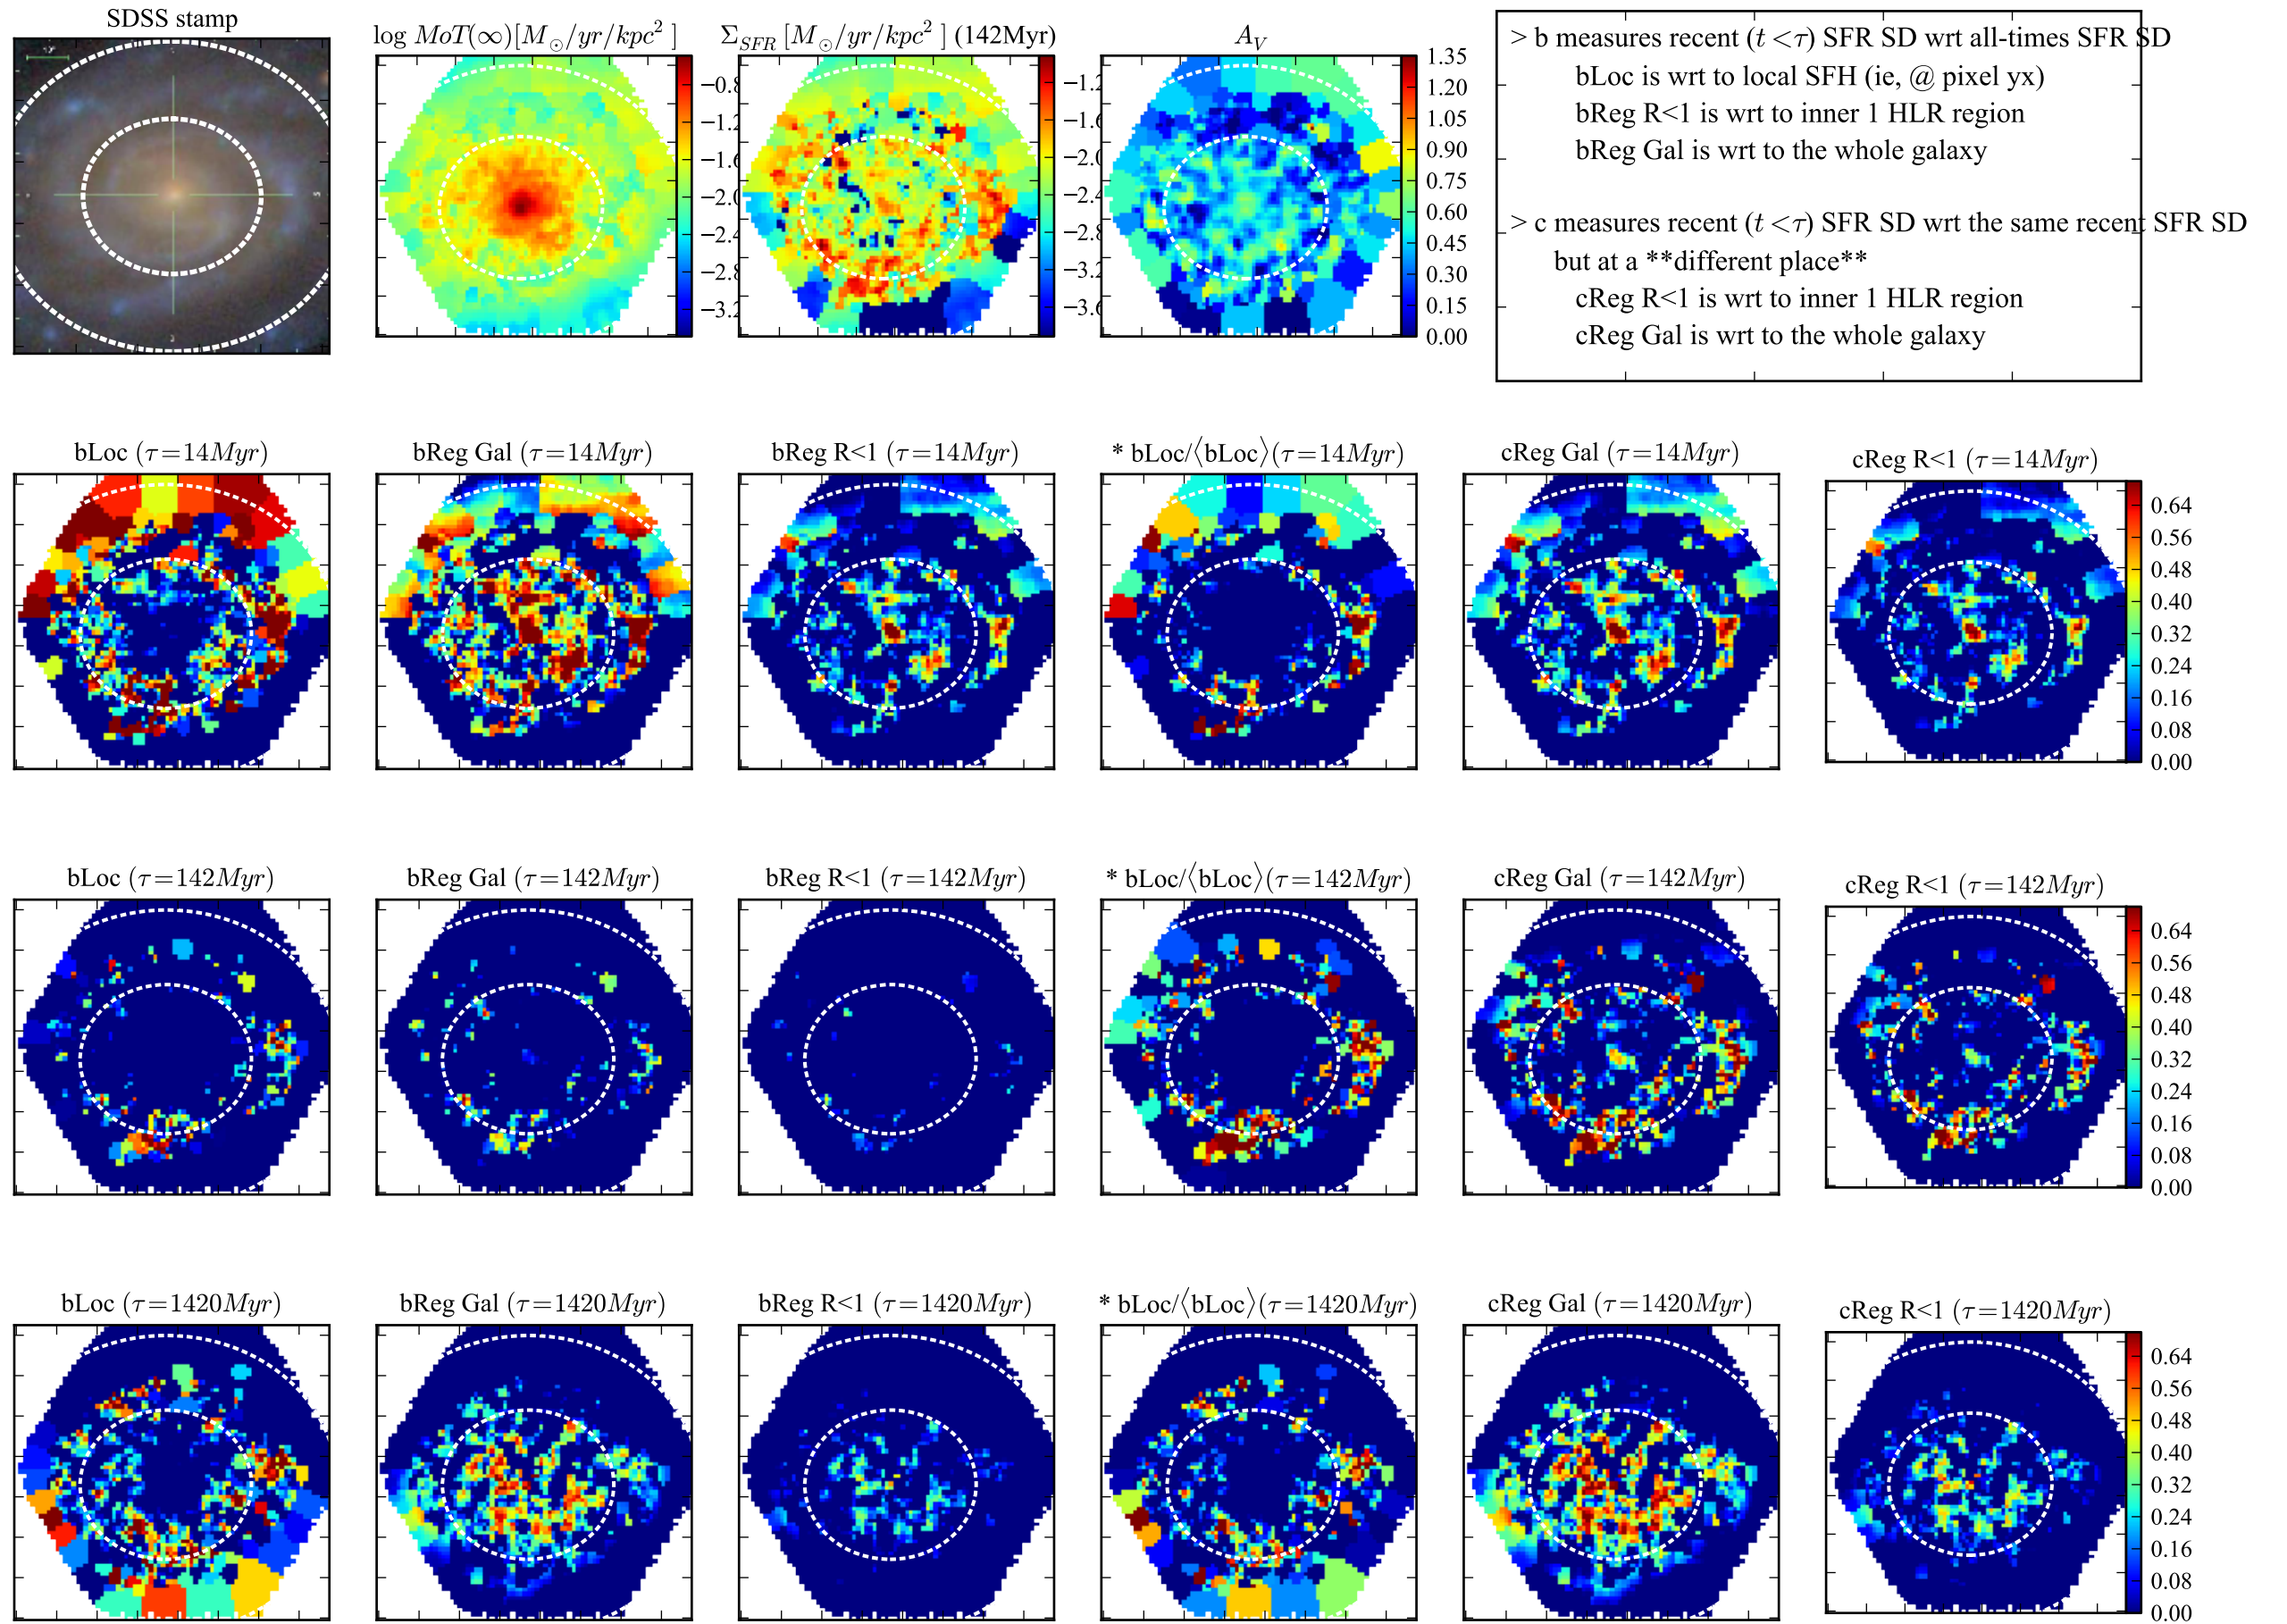 SDSS stamp
log MoT(∞)[M⊙/yr/kpc² ]
ΣSFR [M⊙/yr/kpc² ] (142Myr)
AV
−0.8
−1.2
−1.6
−2.0
−2.4
−2.8
−3.2
−1.2
−1.6
−2.0
−2.4
−2.8
−3.2
−3.6
1.35
1.20
1.05
0.90
0.75
0.60
0.45
0.30
0.15
0.00
> b measures recent (t <τ) SFR SD wrt all-times SFR SD
bLoc is wrt to local SFH (ie, @ pixel yx)
bReg R<1 is wrt to inner 1 HLR region
bReg Gal is wrt to the whole galaxy
> c measures recent (t <τ) SFR SD wrt the same recent SFR SD
but at a **different place**
cReg R<1 is wrt to inner 1 HLR region
cReg Gal is wrt to the whole galaxy
bLoc (τ=14Myr)
bReg Gal (τ=14Myr)
bReg R<1 (τ=14Myr)
* bLoc/⟨bLoc⟩(τ=14Myr)
cReg Gal (τ=14Myr)
cReg R<1 (τ=14Myr)
0.64
0.56
0.48
0.40
0.32
0.24
0.16
0.08
0.00
bLoc (τ=142Myr)
bReg Gal (τ=142Myr)
bReg R<1 (τ=142Myr)
* bLoc/⟨bLoc⟩(τ=142Myr)
cReg Gal (τ=142Myr)
cReg R<1 (τ=142Myr)
0.64
0.56
0.48
0.40
0.32
0.24
0.16
0.08
0.00
bLoc (τ=1420Myr)
bReg Gal (τ=1420Myr)
bReg R<1 (τ=1420Myr)
* bLoc/⟨bLoc⟩(τ=1420Myr)
cReg Gal (τ=1420Myr)
cReg R<1 (τ=1420Myr)
0.64
0.56
0.48
0.40
0.32
0.24
0.16
0.08
0.00